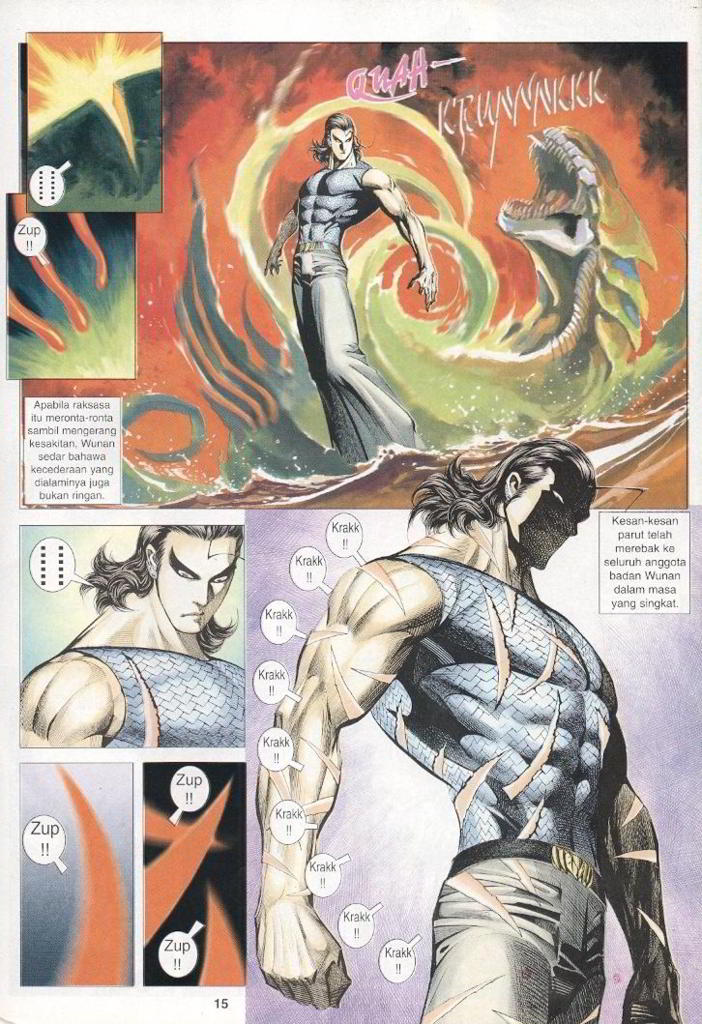 QUAH
KRUNNNKKK
Zup
!!
Apabila raksasa
itu meronta-ronta
sambil mengerang
kesakitan, Wunan
sedar bahawa
kecederaan yang
dialaminya juga
bukan ringan.
Kesan-kesan
parut telah
merebak ke
seluruh anggota
badan Wunan
dalam masa
yang singkat.
Krakk
!!
Krakk
!!
Krakk
!!
Krakk
!!
Krakk
!!
Krakk
!!
Krakk
!!
Krakk
!!
Krakk
!!
Zup
!!
Zup
!!
Zup
!!
15